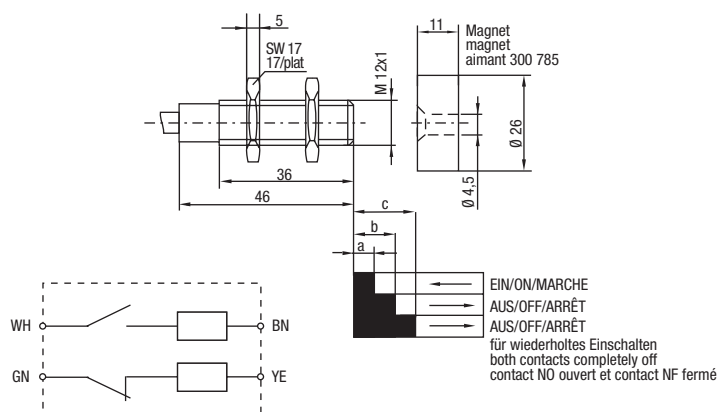 5
11
Magnet
magnet
aimant 300 785
SW 17
17/plat
M 12x1
Ø 26
Ø 4,5
36
46
c
b
a
EIN/ON/MARCHE
AUS/OFF/ARRÊT
AUS/OFF/ARRÊT
für wiederholtes Einschalten
both contacts completely off
contact NO ouvert et contact NF fermé
WH
BN
GN
YE